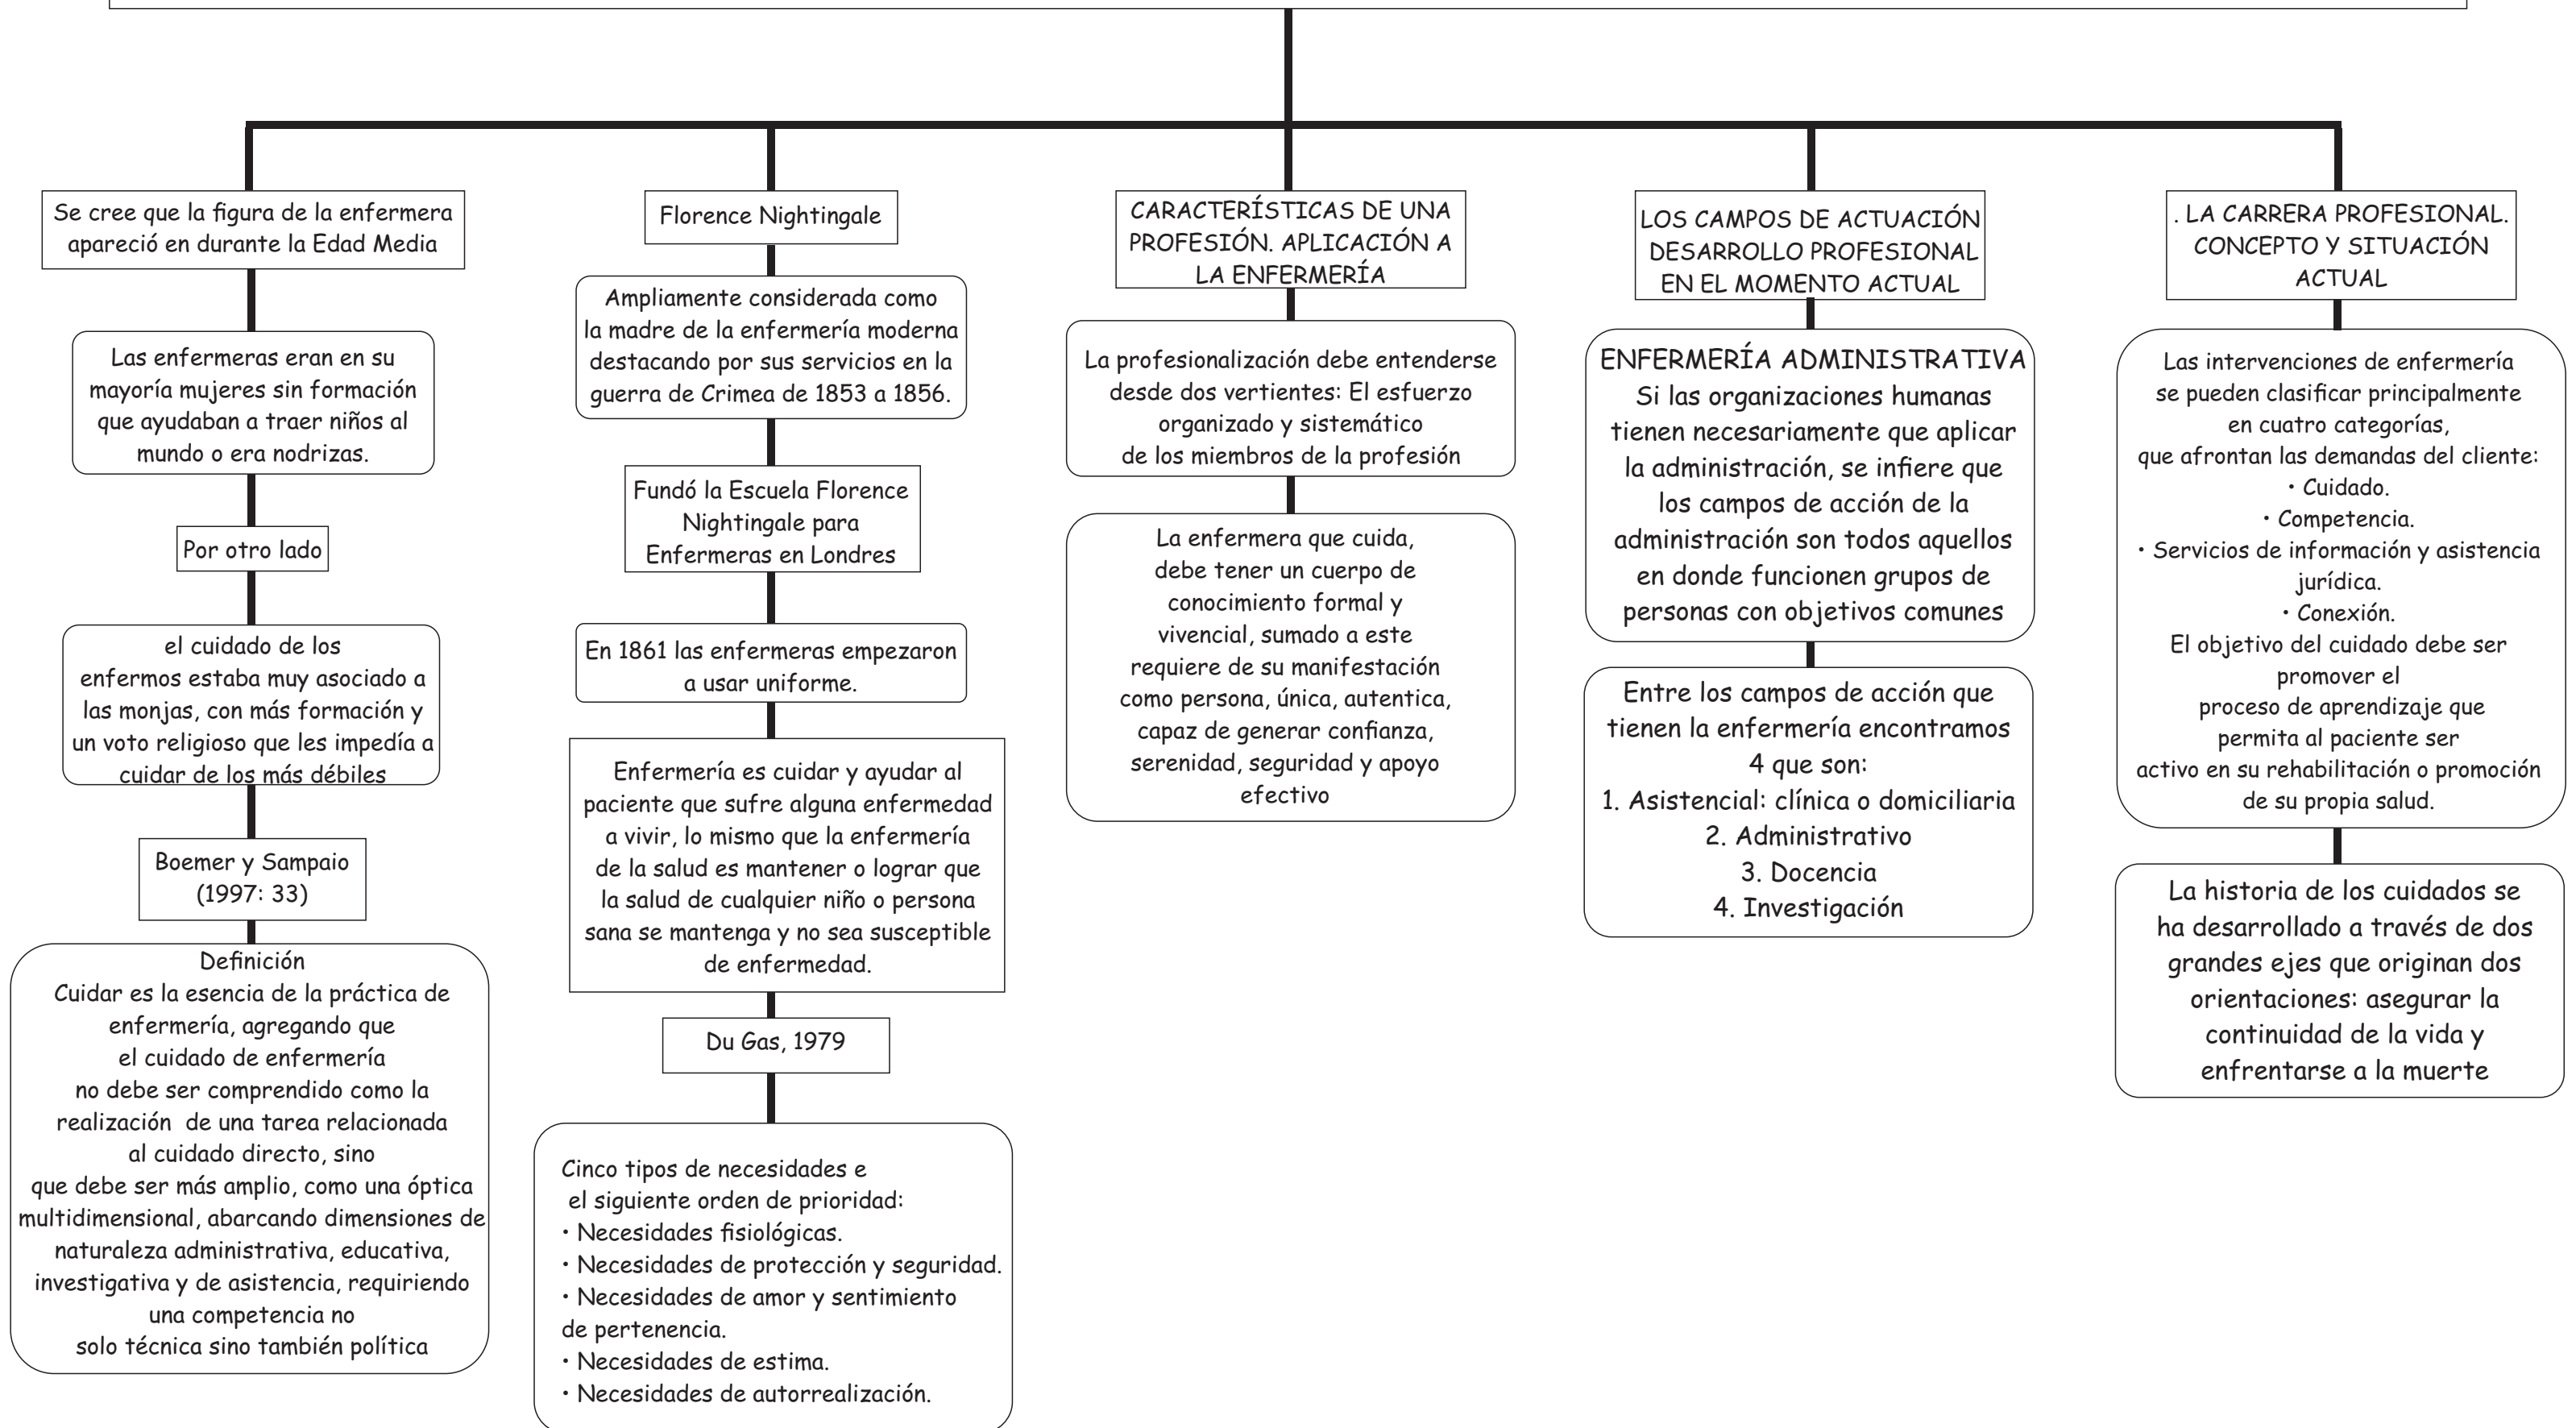 Se cree que la figura de la enfermera
apareció en durante la Edad Media
Las enfermeras eran en su
mayoría mujeres sin formación
que ayudaban a traer niños al
mundo o era nodrizas.
Por otro lado
el cuidado de los
enfermos estaba muy asociado a
las monjas, con más formación y
un voto religioso que les impedía a
cuidar de los más débiles
Boemer y Sampaio
(1997: 33)
Definición
Cuidar es la esencia de la práctica de
enfermería, agregando que
el cuidado de enfermería
no debe ser comprendido como la
realización  de una tarea relacionada
al cuidado directo, sino
que debe ser más amplio, como una óptica
multidimensional, abarcando dimensiones de
naturaleza administrativa, educativa,
investigativa y de asistencia, requiriendo
una competencia no
solo técnica sino también política
Florence Nightingale
Ampliamente considerada como
la madre de la enfermería moderna
destacando por sus servicios en la
guerra de Crimea de 1853 a 1856.
Fundó la Escuela Florence
Nightingale para
Enfermeras en Londres
En 1861 las enfermeras empezaron
a usar uniforme.
Enfermería es cuidar y ayudar al
paciente que sufre alguna enfermedad
a vivir, lo mismo que la enfermería
de la salud es mantener o lograr que
la salud de cualquier niño o persona
sana se mantenga y no sea susceptible
de enfermedad.
Du Gas, 1979
Cinco tipos de necesidades e
el siguiente orden de prioridad:
• Necesidades fisiológicas.
• Necesidades de protección y seguridad.
• Necesidades de amor y sentimiento
de pertenencia.
• Necesidades de estima.
• Necesidades de autorrealización.
CARACTERÍSTICAS DE UNA
PROFESIÓN. APLICACIÓN A
LA ENFERMERÍA
La profesionalización debe entenderse
desde dos vertientes: El esfuerzo
organizado y sistemático
de los miembros de la profesión
La enfermera que cuida,
debe tener un cuerpo de
conocimiento formal y
vivencial, sumado a este
requiere de su manifestación
como persona, única, autentica,
capaz de generar confianza,
serenidad, seguridad y apoyo
efectivo
LOS CAMPOS DE ACTUACIÓN
DESARROLLO PROFESIONAL
EN EL MOMENTO ACTUAL
ENFERMERÍA ADMINISTRATIVA
Si las organizaciones humanas
tienen necesariamente que aplicar
la administración, se infiere que
los campos de acción de la
administración son todos aquellos
en donde funcionen grupos de
personas con objetivos comunes
Entre los campos de acción que
tienen la enfermería encontramos
4 que son:
1. Asistencial: clínica o domiciliaria
2. Administrativo
3. Docencia
4. Investigación
. LA CARRERA PROFESIONAL.
CONCEPTO Y SITUACIÓN
ACTUAL
Las intervenciones de enfermería
se pueden clasificar principalmente
en cuatro categorías,
que afrontan las demandas del cliente:
• Cuidado.
• Competencia.
• Servicios de información y asistencia
jurídica.
• Conexión.
El objetivo del cuidado debe ser
promover el
proceso de aprendizaje que
permita al paciente ser
activo en su rehabilitación o promoción
de su propia salud.
La historia de los cuidados se
ha desarrollado a través de dos
grandes ejes que originan dos
orientaciones: asegurar la
continuidad de la vida y
enfrentarse a la muerte